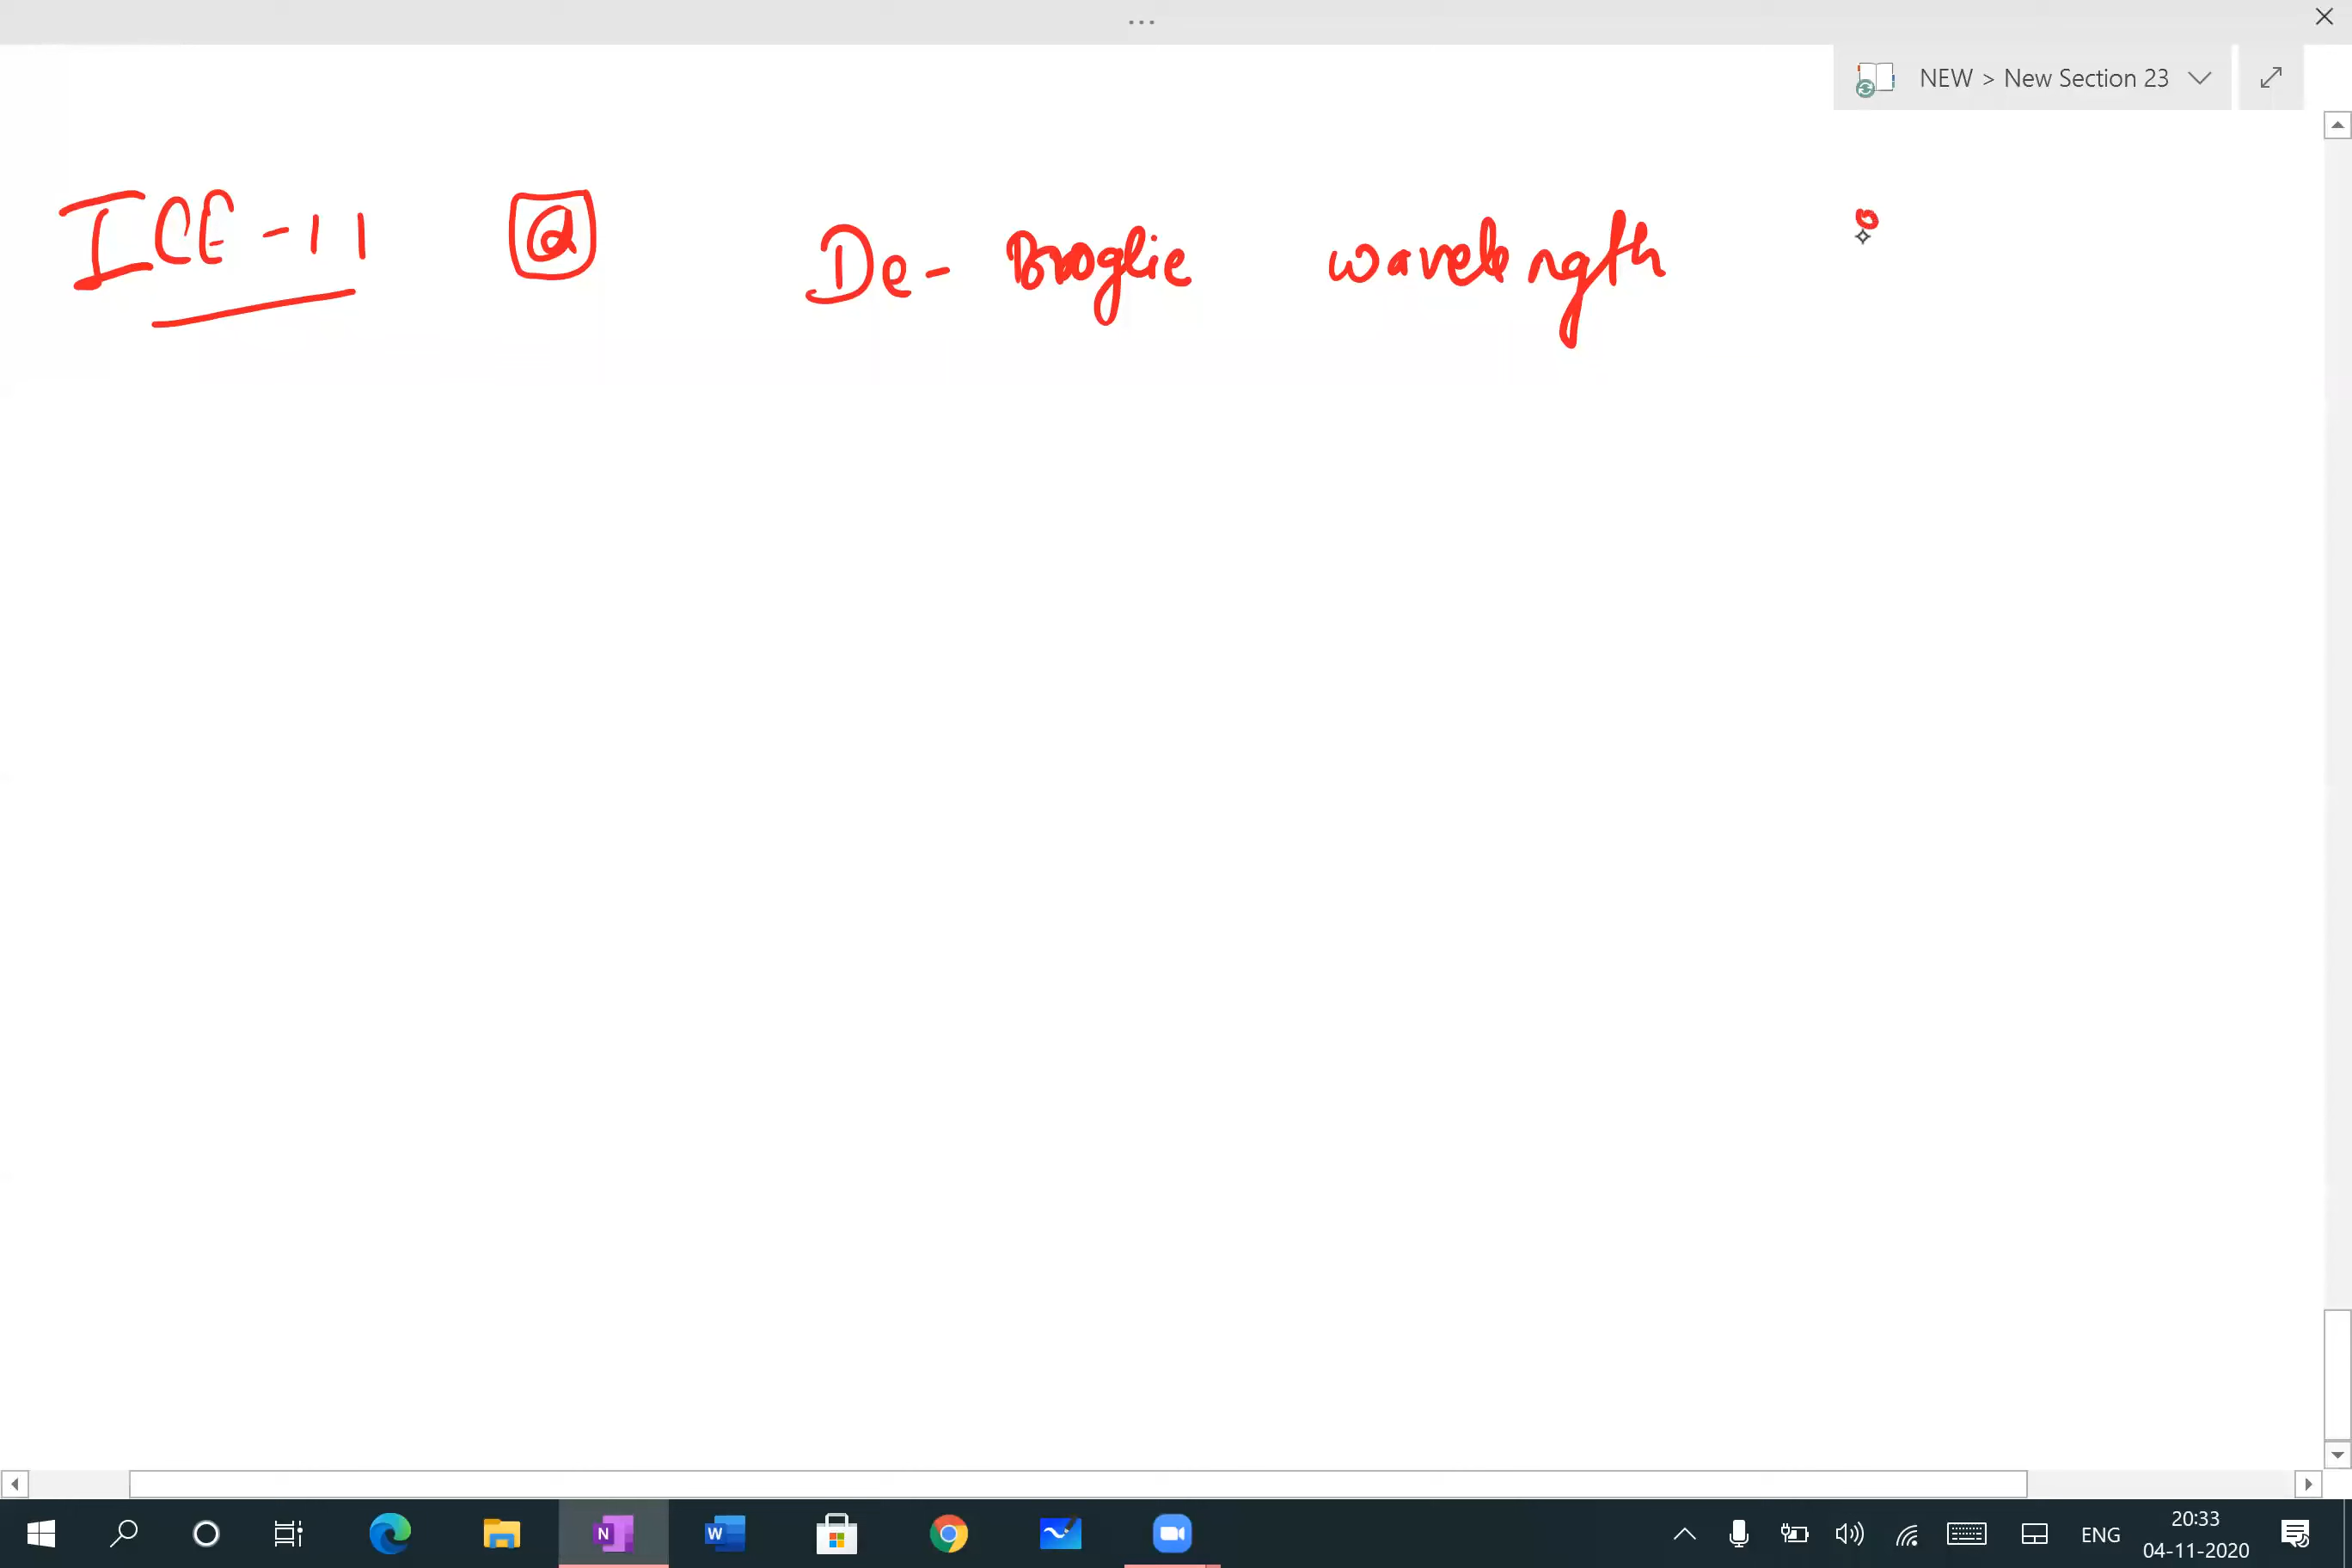 NEW > New Section 23
ICE-11 @ De-Broglie wavelength
N
W
ENG
20:33
04-11-2020